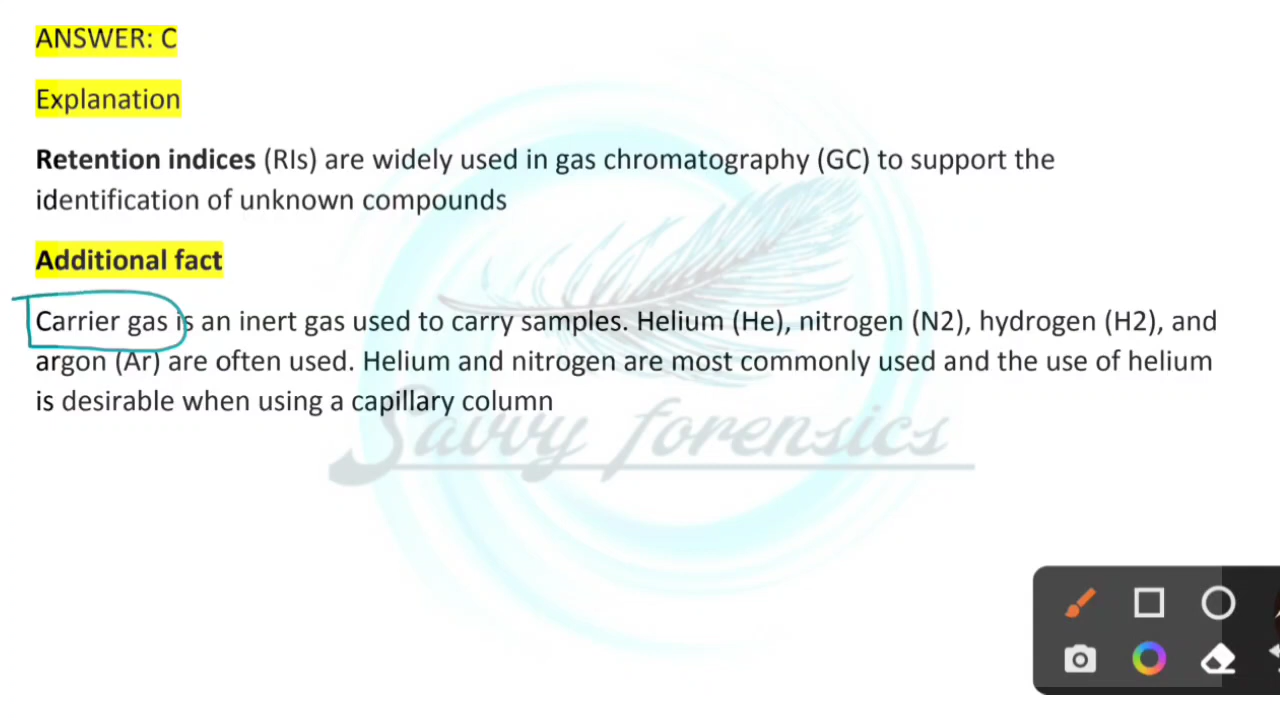 ANSWER: C
Explanation
Retention indices (RIs) are widely used in gas chromatography (GC) to support the
identification of unknown compounds
Additional fact
Carrier gas is an inert gas used to carry samples. Helium (He), nitrogen (N2), hydrogen (H2), and
argon (Ar) are often used. Helium and nitrogen are most commonly used and the use of helium
is desirable when using a capillary column
Savvy forensics